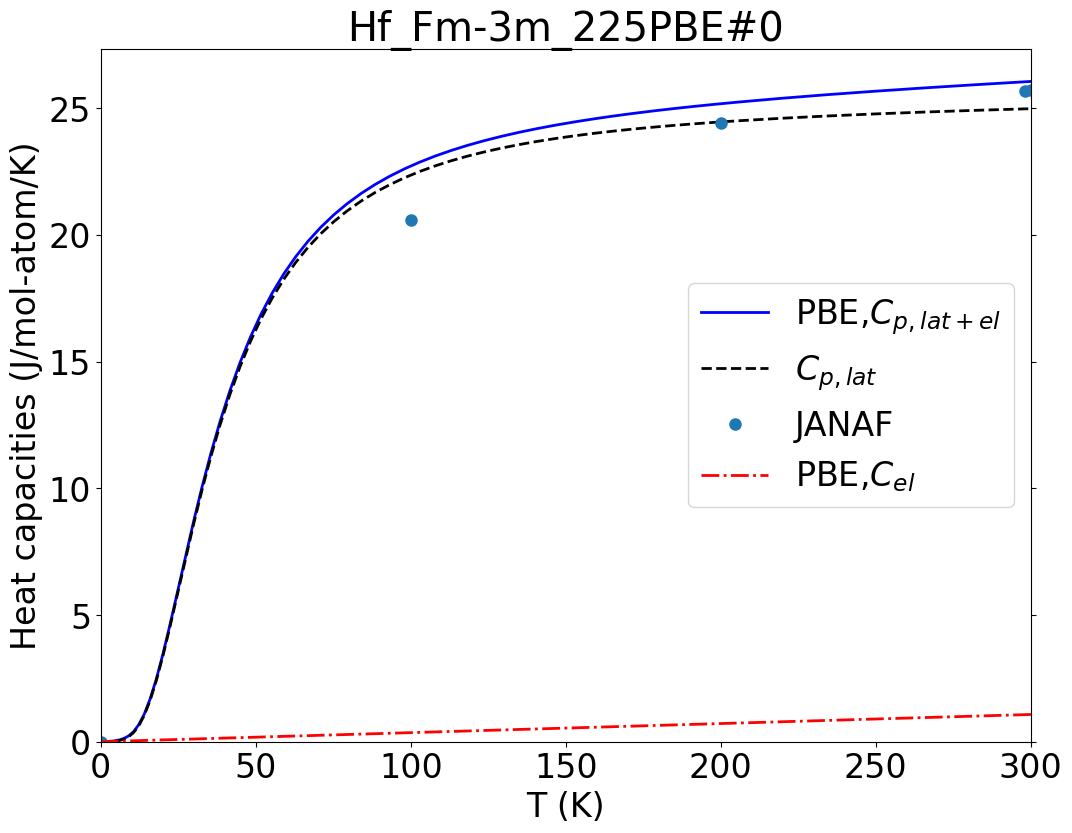 Hf_Fm-3m_225PBE#0
Heat capacities (J/mol-atom/K)
25
20
15
10
5
0
PBE,C_{p,lat+el}
C_{p,lat}
JANAF
PBE,C_{el}
0 50 100 150 200 250 300
T (K)